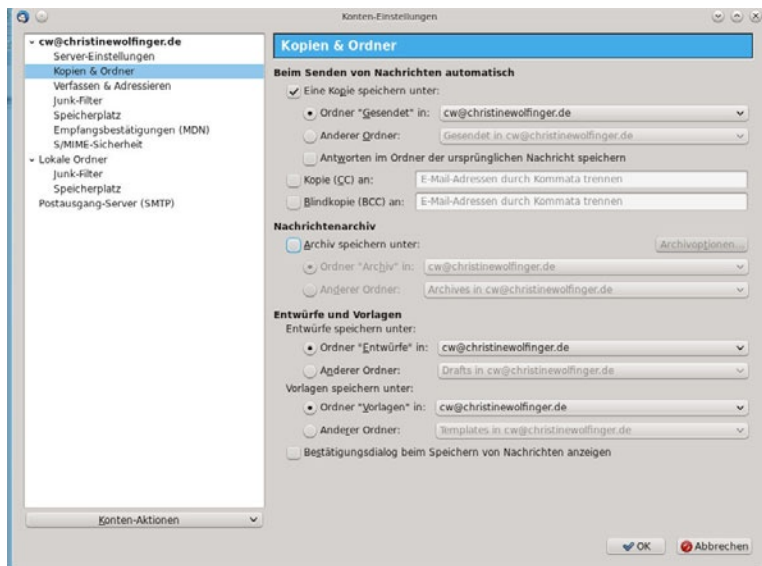 Konten-Einstellungen
cw@christinewolfinger.de
Server-Einstellungen
Kopien & Ordner
Verfassen & Adressieren
Junk-Filter
Speicherplatz
Empfangsbestätigungen (MDN)
S/MIME-Sicherheit
Lokale Ordner
Junk-Filter
Speicherplatz
Postausgang-Server (SMTP)
Konten-Aktionen
Kopien & Ordner
Beim Senden von Nachrichten automatisch
Eine Kopie speichern unter:
Ordner "Gesendet" in: cw@christinewolfinger.de
Anderer Ordner: Gesendet in cw@christinewolfinger.de
Antworten im Ordner der ursprünglichen Nachricht speichern
Kopie (CC) an: E-Mail-Adressen durch Kommata trennen
Blindkopie (BCC) an: E-Mail-Adressen durch Kommata trennen
Nachrichtenarchiv
Archiv speichern unter: Archivoptionen...
Ordner "Archiv" in: cw@christinewolfinger.de
Anderer Ordner: Archives in cw@christinewolfinger.de
Entwürfe und Vorlagen
Entwürfe speichern unter:
Ordner "Entwürfe" in: cw@christinewolfinger.de
Anderer Ordner: Drafts in cw@christinewolfinger.de
Vorlagen speichern unter:
Ordner "Vorlagen" in: cw@christinewolfinger.de
Anderer Ordner: Templates in cw@christinewolfinger.de
Bestätigungsdialog beim Speichern von Nachrichten anzeigen
OK Abbrechen